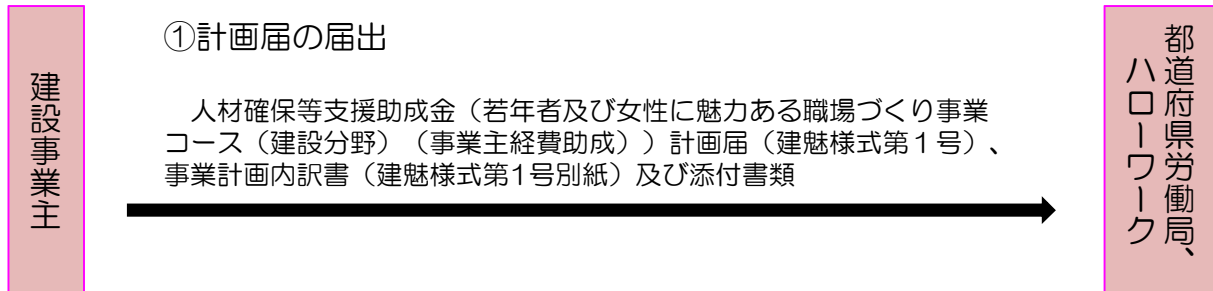 建設事業主
①計画届の届出
人材確保等支援助成金（若年者及び女性に魅力ある職場づくり事業
コース（建設分野）（事業主経費助成））計画届（建魅様式第１号）、
事業計画内訳書（建魅様式第1号別紙）及び添付書類
都道府県労働局、
ハローワーク